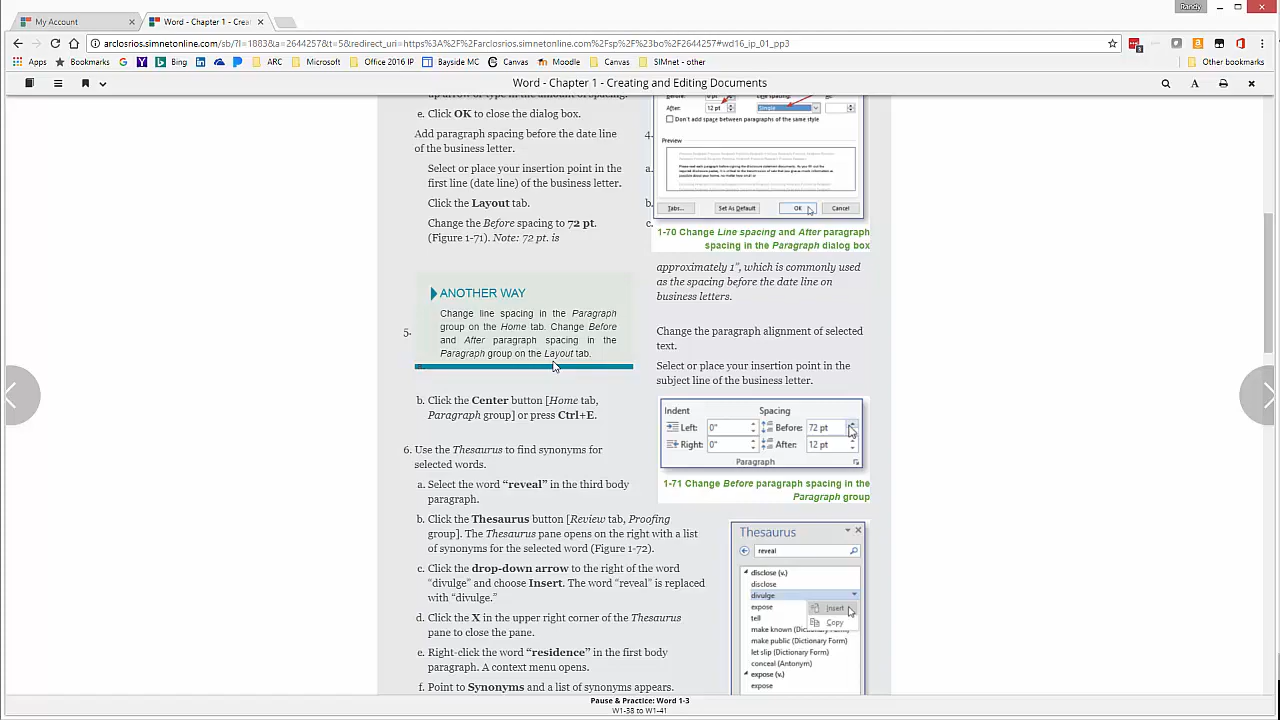 Randy
My Account
Word - Chapter 1 - Crea
arclosrios.simnetonline.com/sb/?l=1883&a=2644257&t=5&redirect_uri=https%3A%2F%2Farclosrios.simnetonline.com%2Fsp%2F%23bo%2F2644257#wd16_ip_01_pp3
Apps Bookmarks Bing ARC Microsoft Office 2016 IP Bayside MC Canvas Moodle Canvas SIMnet - other Other bookmarks
Word - Chapter 1 - Creating and Editing Documents
e. Click OK to close the dialog box.
Add paragraph spacing before the date line
of the business letter.
Select or place your insertion point in the
first line (date line) of the business letter.
Click the Layout tab.
Change the Before spacing to 72 pt.
(Figure 1-71). Note: 72 pt. is
ANOTHER WAY
Change line spacing in the Paragraph
group on the Home tab. Change Before
and After paragraph spacing in the
Paragraph group on the Layout tab.
5.
b. Click the Center button [Home tab,
Paragraph group] or press Ctrl+E.
6. Use the Thesaurus to find synonyms for
selected words.
a. Select the word “reveal” in the third body
paragraph.
b. Click the Thesaurus button [Review tab, Proofing
group]. The Thesaurus pane opens on the right with a list
of synonyms for the selected word (Figure 1-72).
c. Click the drop-down arrow to the right of the word
“divulge” and choose Insert. The word “reveal” is replaced
with “divulge.”
d. Click the X in the upper right corner of the Thesaurus
pane to close the pane.
e. Right-click the word “residence” in the first body
paragraph. A context menu opens.
f. Point to Synonyms and a list of synonyms appears.
After: 12 pt
Don't add space between paragraphs of the same style
Preview
4.
a.
b.
c.
Tabs... Set As Default OK Cancel
1-70 Change Line spacing and After paragraph
spacing in the Paragraph dialog box
approximately 1", which is commonly used
as the spacing before the date line on
business letters.
Change the paragraph alignment of selected
text.
Select or place your insertion point in the
subject line of the business letter.
Indent Spacing
Left: 0" Before: 72 pt
Right: 0" After: 12 pt
Paragraph
1-71 Change Before paragraph spacing in the
Paragraph group
Thesaurus
reveal
disclose (v.)
disclose
divulge
expose Insert
tell Copy
make known (Dictionary Form)
make public (Dictionary Form)
let slip (Dictionary Form)
conceal (Antonym)
expose (v.)
expose
Pause & Practice: Word 1-3
W1-38 to W1-41